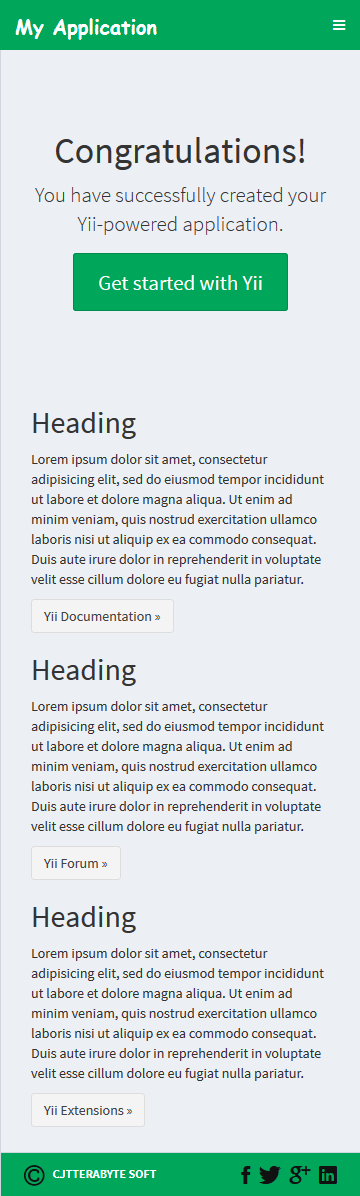 My Application
Congratulations!
You have successfully created your
Yii-powered application.
Get started with Yii
Heading
Lorem ipsum dolor sit amet, consectetur
adipisicing elit, sed do eiusmod tempor incididunt
ut labore et dolore magna aliqua. Ut enim ad
minim veniam, quis nostrud exercitation ullamco
laboris nisi ut aliquip ex ea commodo consequat.
Duis aute irure dolor in reprehenderit in voluptate
velit esse cillum dolore eu fugiat nulla pariatur.
Yii Documentation »
Heading
Lorem ipsum dolor sit amet, consectetur
adipisicing elit, sed do eiusmod tempor incididunt
ut labore et dolore magna aliqua. Ut enim ad
minim veniam, quis nostrud exercitation ullamco
laboris nisi ut aliquip ex ea commodo consequat.
Duis aute irure dolor in reprehenderit in voluptate
velit esse cillum dolore eu fugiat nulla pariatur.
Yii Forum »
Heading
Lorem ipsum dolor sit amet, consectetur
adipisicing elit, sed do eiusmod tempor incididunt
ut labore et dolore magna aliqua. Ut enim ad
minim veniam, quis nostrud exercitation ullamco
laboris nisi ut aliquip ex ea commodo consequat.
Duis aute irure dolor in reprehenderit in voluptate
velit esse cillum dolore eu fugiat nulla pariatur.
Yii Extensions »
© CJTTERABYTE SOFT